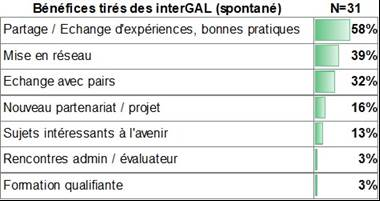 Bénéfices tirés des interGAL (spontané) N=31
Partage / Echange d'expériences, bonnes pratiques 58%
Mise en réseau 39%
Echange avec pairs 32%
Nouveau partenariat / projet 16%
Sujets intéressants à l'avenir 13%
Rencontres admin / évaluateur 3%
Formation qualifiante 3%